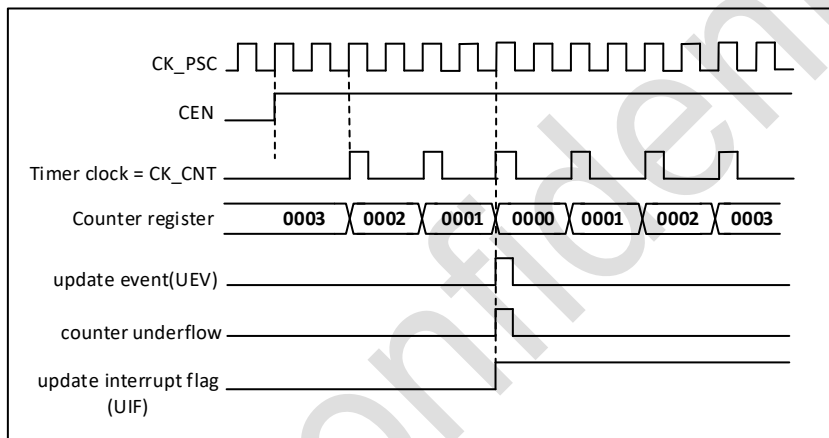 CK_PSC
CEN
Timer clock = CK_CNT
Counter register 0003 0002 0001 0000 0001 0002 0003
update event(UEV)
counter underflow
update interrupt flag
(UIF)
onfident